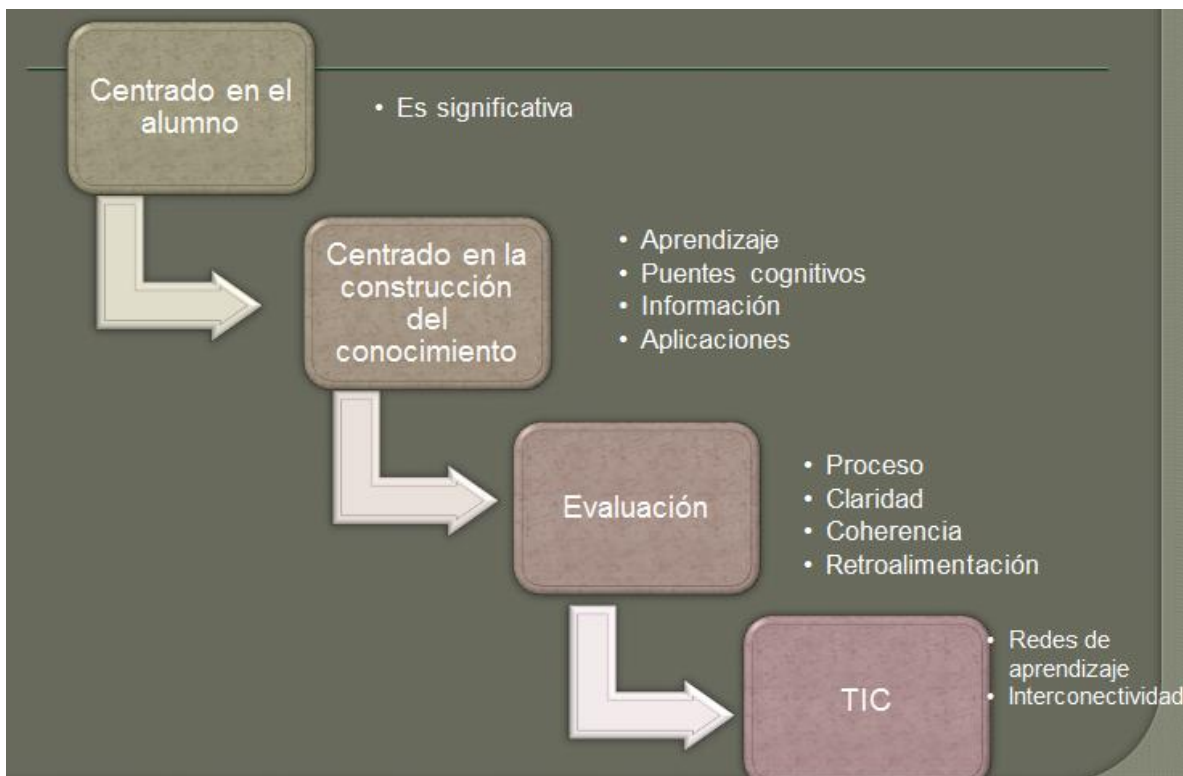 Centrado en el
alumno
• Es significativa
Centrado en la
construcción
del
conocimiento
• Aprendizaje
• Puentes cognitivos
• Información
• Aplicaciones
Evaluación
• Proceso
• Claridad
• Coherencia
• Retroalimentación
TIC
• Redes de
aprendizaje
• Interconectividad